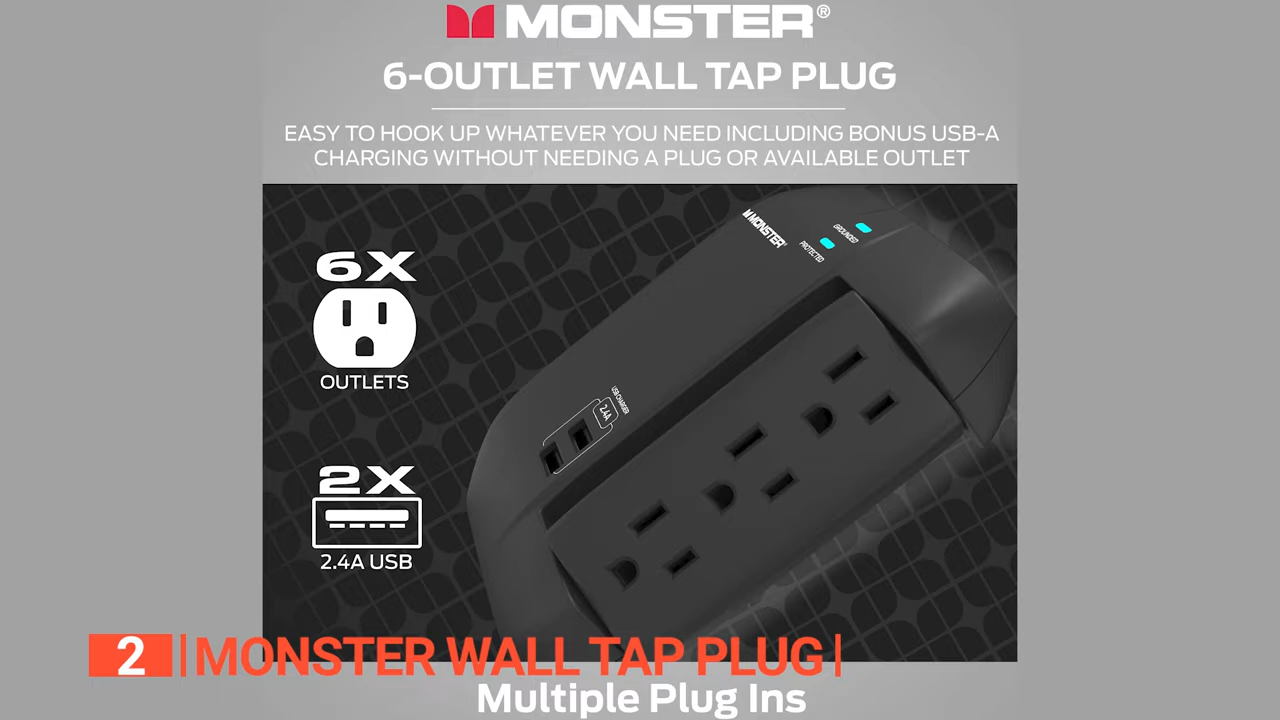 MONSTER®
6-OUTLET WALL TAP PLUG
EASY TO HOOK UP WHATEVER YOU NEED INCLUDING BONUS USB-A
CHARGING WITHOUT NEEDING A PLUG OR AVAILABLE OUTLET
MONSTER
GROUNDED
PROTECTED
6X
OUTLETS
USB CHARGER
2.4A
2X
2.4A USB
2 MONSTER WALL TAP PLUG
Multiple Plug Ins